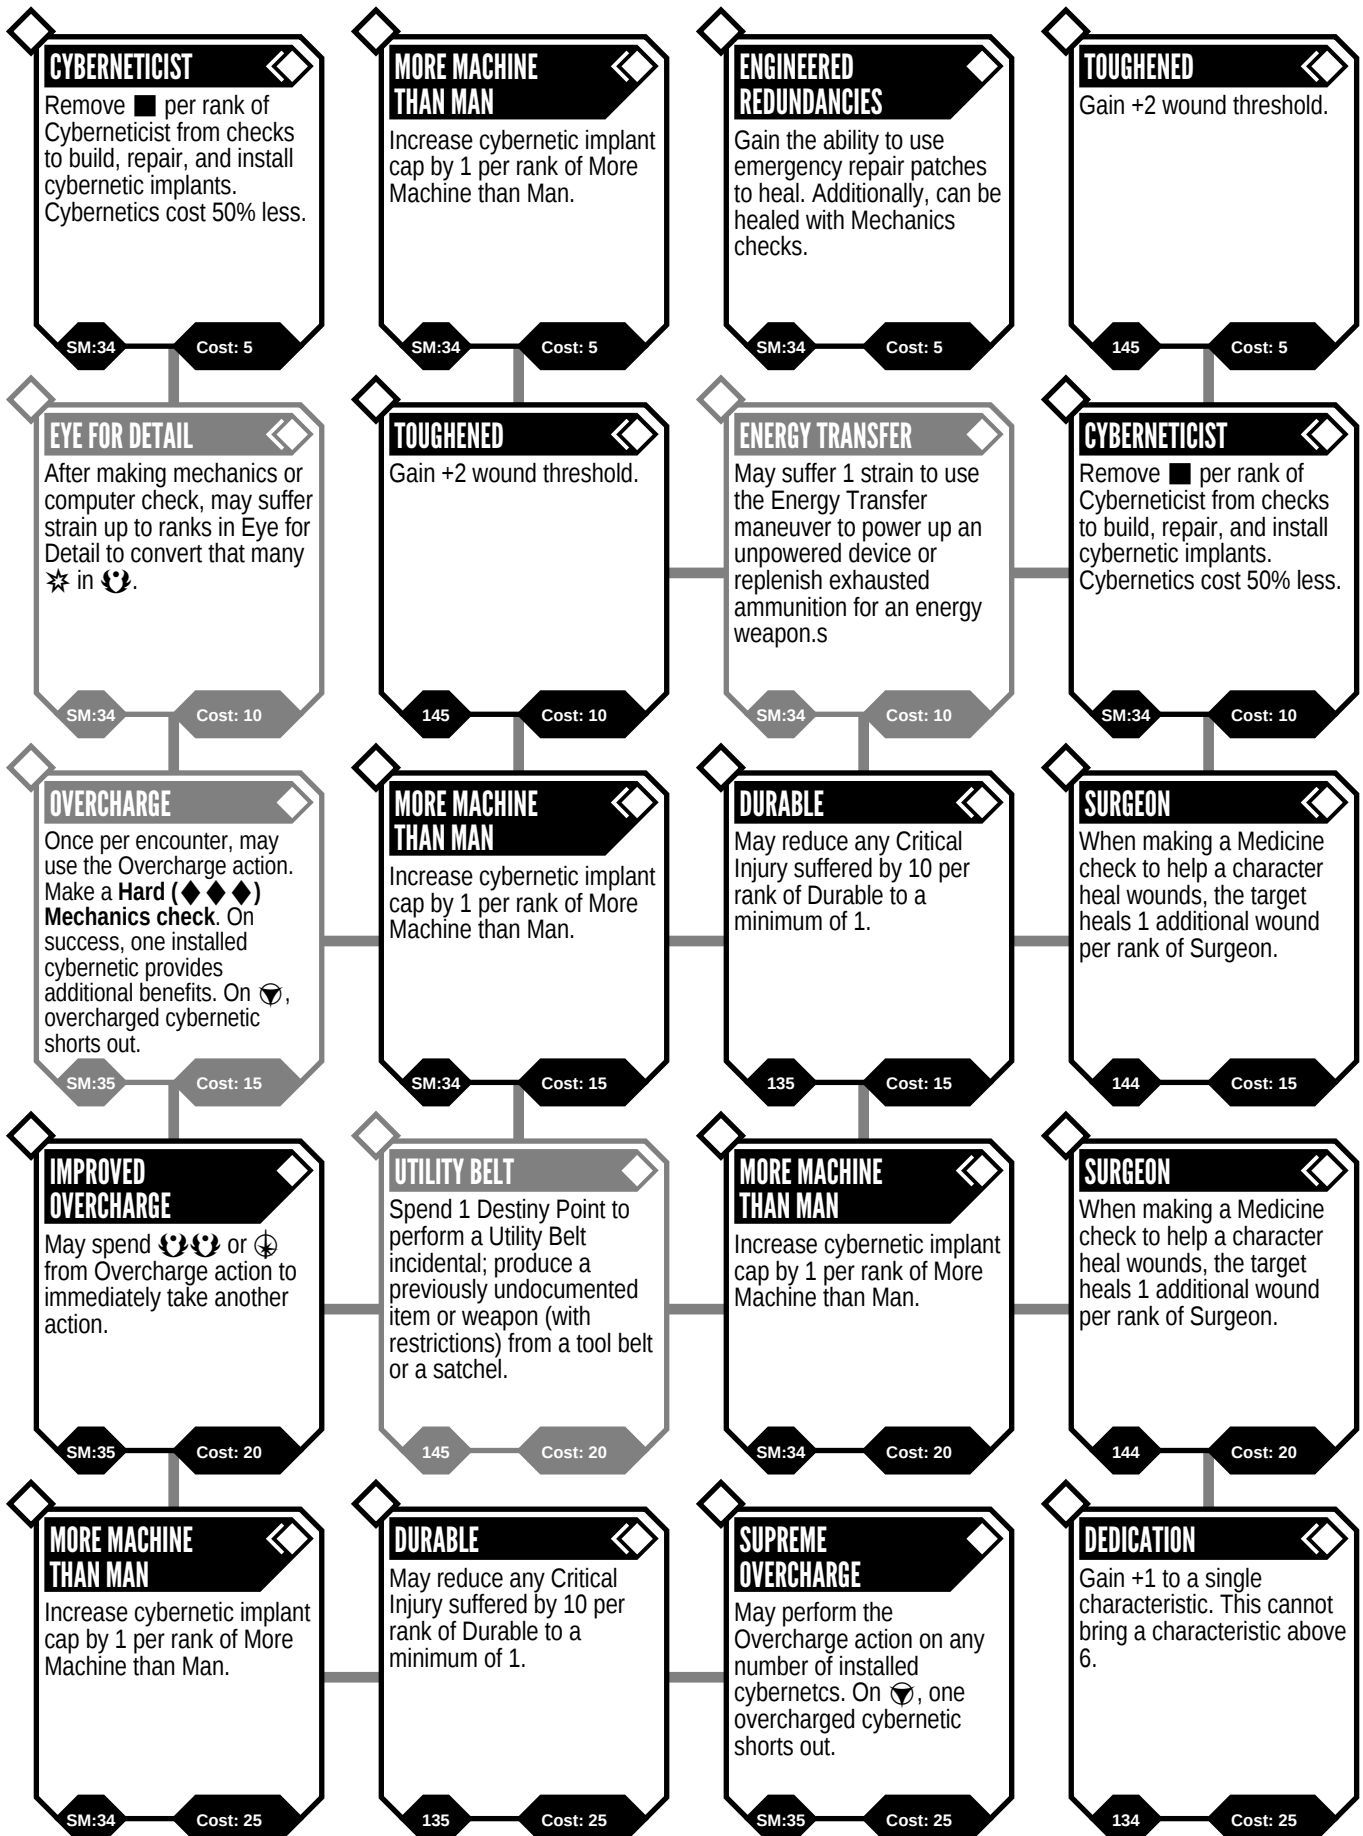 CYBERNETICIST
Remove ■ per rank of
Cyberneticist from checks
to build, repair, and install
cybernetic implants.
Cybernetics cost 50% less.
SM:34
Cost: 5
MORE MACHINE
THAN MAN
Increase cybernetic implant
cap by 1 per rank of More
Machine than Man.
SM:34
Cost: 5
ENGINEERED
REDUNDANCIES
Gain the ability to use
emergency repair patches
to heal. Additionally, can be
healed with Mechanics
checks.
SM:34
Cost: 5
TOUGHENED
Gain +2 wound threshold.
145
Cost: 5
EYE FOR DETAIL
After making mechanics or
computer check, may suffer
strain up to ranks in Eye for
Detail to convert that many
in .
SM:34
Cost: 10
TOUGHENED
Gain +2 wound threshold.
145
Cost: 10
ENERGY TRANSFER
May suffer 1 strain to use
the Energy Transfer
maneuver to power up an
unpowered device or
replenish exhausted
ammunition for an energy
weapon.s
SM:34
Cost: 10
CYBERNETICIST
Remove ■ per rank of
Cyberneticist from checks
to build, repair, and install
cybernetic implants.
Cybernetics cost 50% less.
SM:34
Cost: 10
OVERCHARGE
Once per encounter, may
use the Overcharge action.
Make a Hard (♦♦♦)
Mechanics check. On
success, one installed
cybernetic provides
additional benefits. On ,
overcharged cybernetic
shorts out.
SM:35
Cost: 15
MORE MACHINE
THAN MAN
Increase cybernetic implant
cap by 1 per rank of More
Machine than Man.
SM:34
Cost: 15
DURABLE
May reduce any Critical
Injury suffered by 10 per
rank of Durable to a
minimum of 1.
135
Cost: 15
SURGEON
When making a Medicine
check to help a character
heal wounds, the target
heals 1 additional wound
per rank of Surgeon.
144
Cost: 15
IMPROVED
OVERCHARGE
May spend or
from Overcharge action to
immediately take another
action.
SM:35
Cost: 20
UTILITY BELT
Spend 1 Destiny Point to
perform a Utility Belt
incidental; produce a
previously undocumented
item or weapon (with
restrictions) from a tool belt
or a satchel.
145
Cost: 20
MORE MACHINE
THAN MAN
Increase cybernetic implant
cap by 1 per rank of More
Machine than Man.
SM:34
Cost: 20
SURGEON
When making a Medicine
check to help a character
heal wounds, the target
heals 1 additional wound
per rank of Surgeon.
144
Cost: 20
MORE MACHINE
THAN MAN
Increase cybernetic implant
cap by 1 per rank of More
Machine than Man.
SM:34
Cost: 25
DURABLE
May reduce any Critical
Injury suffered by 10 per
rank of Durable to a
minimum of 1.
135
Cost: 25
SUPREME
OVERCHARGE
May perform the
Overcharge action on any
number of installed
cybernetcs. On , one
overcharged cybernetic
shorts out.
SM:35
Cost: 25
DEDICATION
Gain +1 to a single
characteristic. This cannot
bring a characteristic above
6.
134
Cost: 25